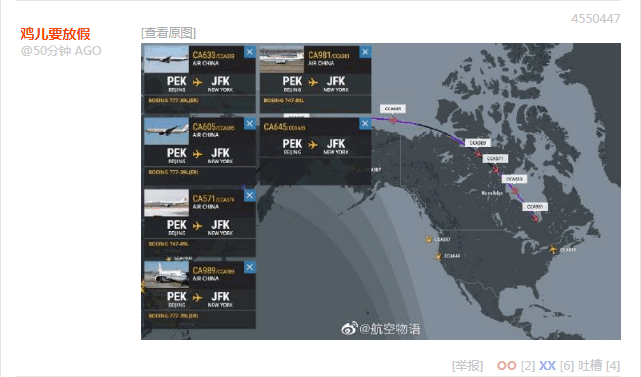 4550447
鸡儿要放假
@50分钟 AGO
[查看原图]
CA633/CCA633
AIR CHINA
PEK JFK
BEIJING NEW YORK
BOEING 777-39L(ER)
CA981/CCA981
AIR CHINA
PEK JFK
BEIJING NEW YORK
BOEING 747-89L
CA605/CCA605
AIR CHINA
PEK JFK
BEIJING NEW YORK
BOEING 777-39L(ER)
CA645/CCA645
PEK JFK
BEIJING NEW YORK
CA571/CCA571
AIR CHINA
PEK JFK
BEIJING NEW YORK
BOEING 747-89L
CA989/CCA989
AIR CHINA
PEK JFK
BEIJING NEW YORK
BOEING 777-39L(ER)
CCA645
CCA989
CCA571
CCA633
CCA981
@航空物语
[举报] OO [2] XX [6] 吐槽 [4]